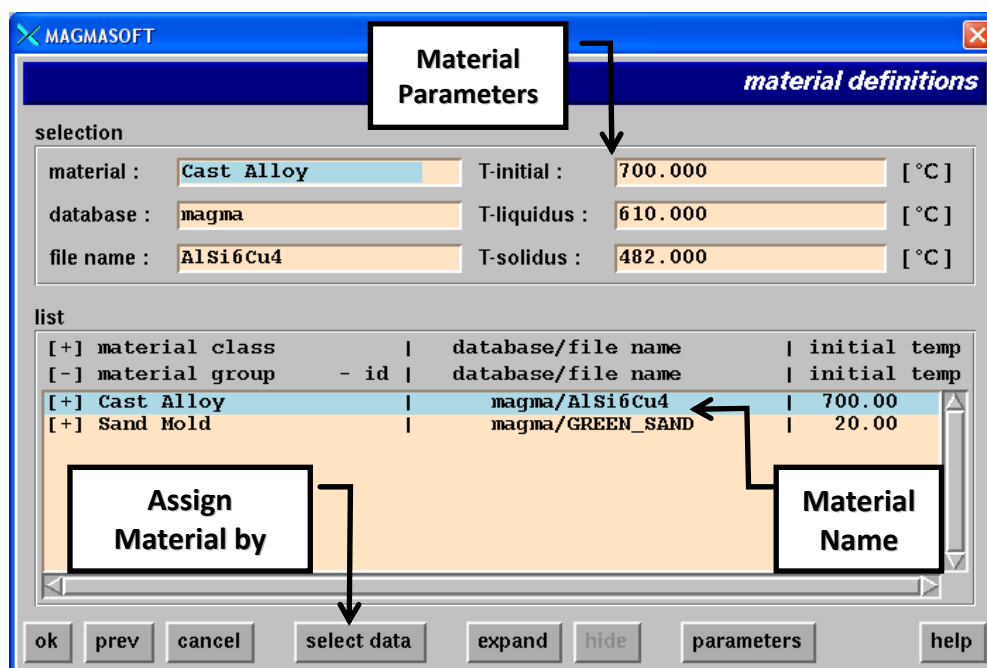 MAGMASOFT
Material
Parameters
material definitions
selection
material : Cast Alloy T-initial : 700.000 [ °C ]
database : magma T-liquidus : 610.000 [ °C ]
file name : AlSi6Cu4 T-solidus : 482.000 [ °C ]
list
[+] material class | database/file name | initial temp
[-] material group - id | database/file name | initial temp
[+] Cast Alloy | magma/AlSi6Cu4 | 700.00
[+] Sand Mold | magma/GREEN_SAND | 20.00
Assign
Material by
Material
Name
ok prev cancel select data expand hide parameters help